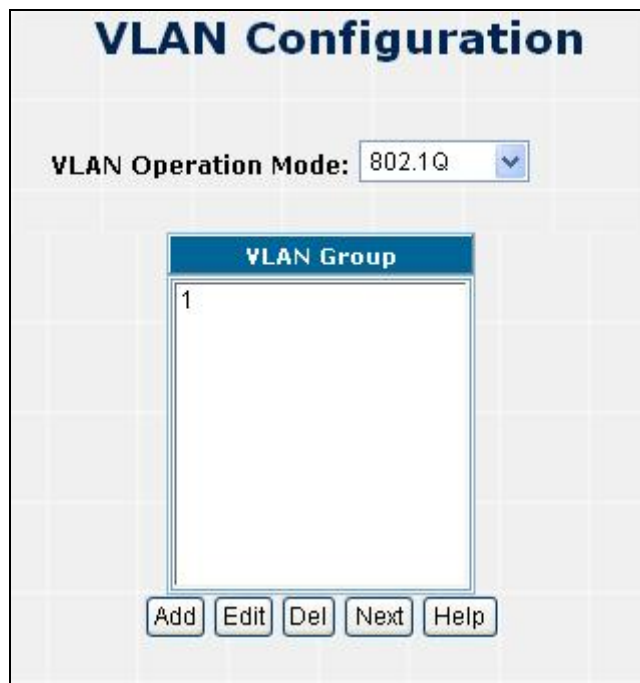 VLAN Configuration
VLAN Operation Mode: 802.1Q
VLAN Group
1
Add Edit Del Next Help